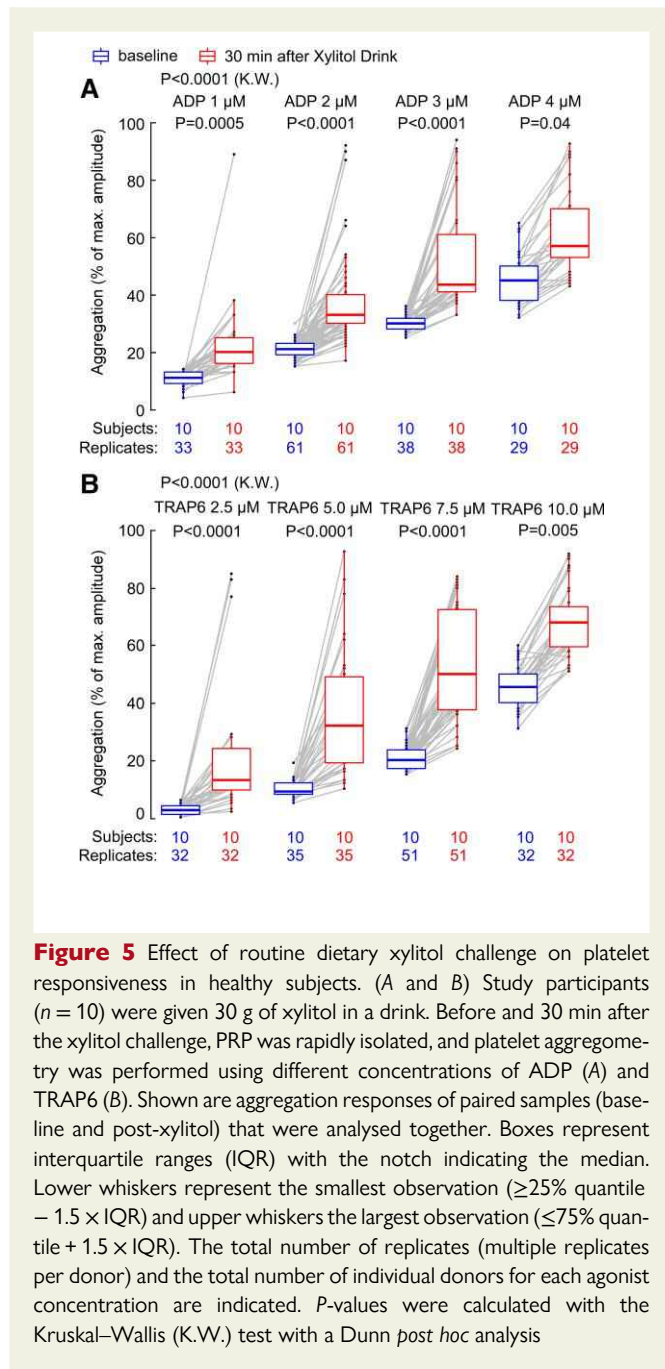 baseline 30 min after Xylitol Drink
A
P<0.0001 (K.W.)
ADP 1 µM ADP 2 µM ADP 3 µM ADP 4 µM
P=0.0005 P<0.0001 P<0.0001 P=0.04
Aggregation (% of max. amplitude)
100
80
60
40
20
0
Subjects: 10 10 10 10 10 10 10 10
Replicates: 33 33 61 61 38 38 29 29
B
P<0.0001 (K.W.)
TRAP6 2.5 µM TRAP6 5.0 µM TRAP6 7.5 µM TRAP6 10.0 µM
P<0.0001 P<0.0001 P<0.0001 P=0.005
Aggregation (% of max. amplitude)
100
80
60
40
20
0
Subjects: 10 10 10 10 10 10 10 10
Replicates: 32 32 35 35 51 51 32 32
Figure 5 Effect of routine dietary xylitol challenge on platelet
responsiveness in healthy subjects. (A and B) Study participants
(n = 10) were given 30 g of xylitol in a drink. Before and 30 min after
the xylitol challenge, PRP was rapidly isolated, and platelet aggregome-
try was performed using different concentrations of ADP (A) and
TRAP6 (B). Shown are aggregation responses of paired samples (base-
line and post-xylitol) that were analysed together. Boxes represent
interquartile ranges (IQR) with the notch indicating the median.
Lower whiskers represent the smallest observation (≥25% quantile
− 1.5 × IQR) and upper whiskers the largest observation (≤75% quan-
tile + 1.5 × IQR). The total number of replicates (multiple replicates
per donor) and the total number of individual donors for each agonist
concentration are indicated. P-values were calculated with the
Kruskal–Wallis (K.W.) test with a Dunn post hoc analysis